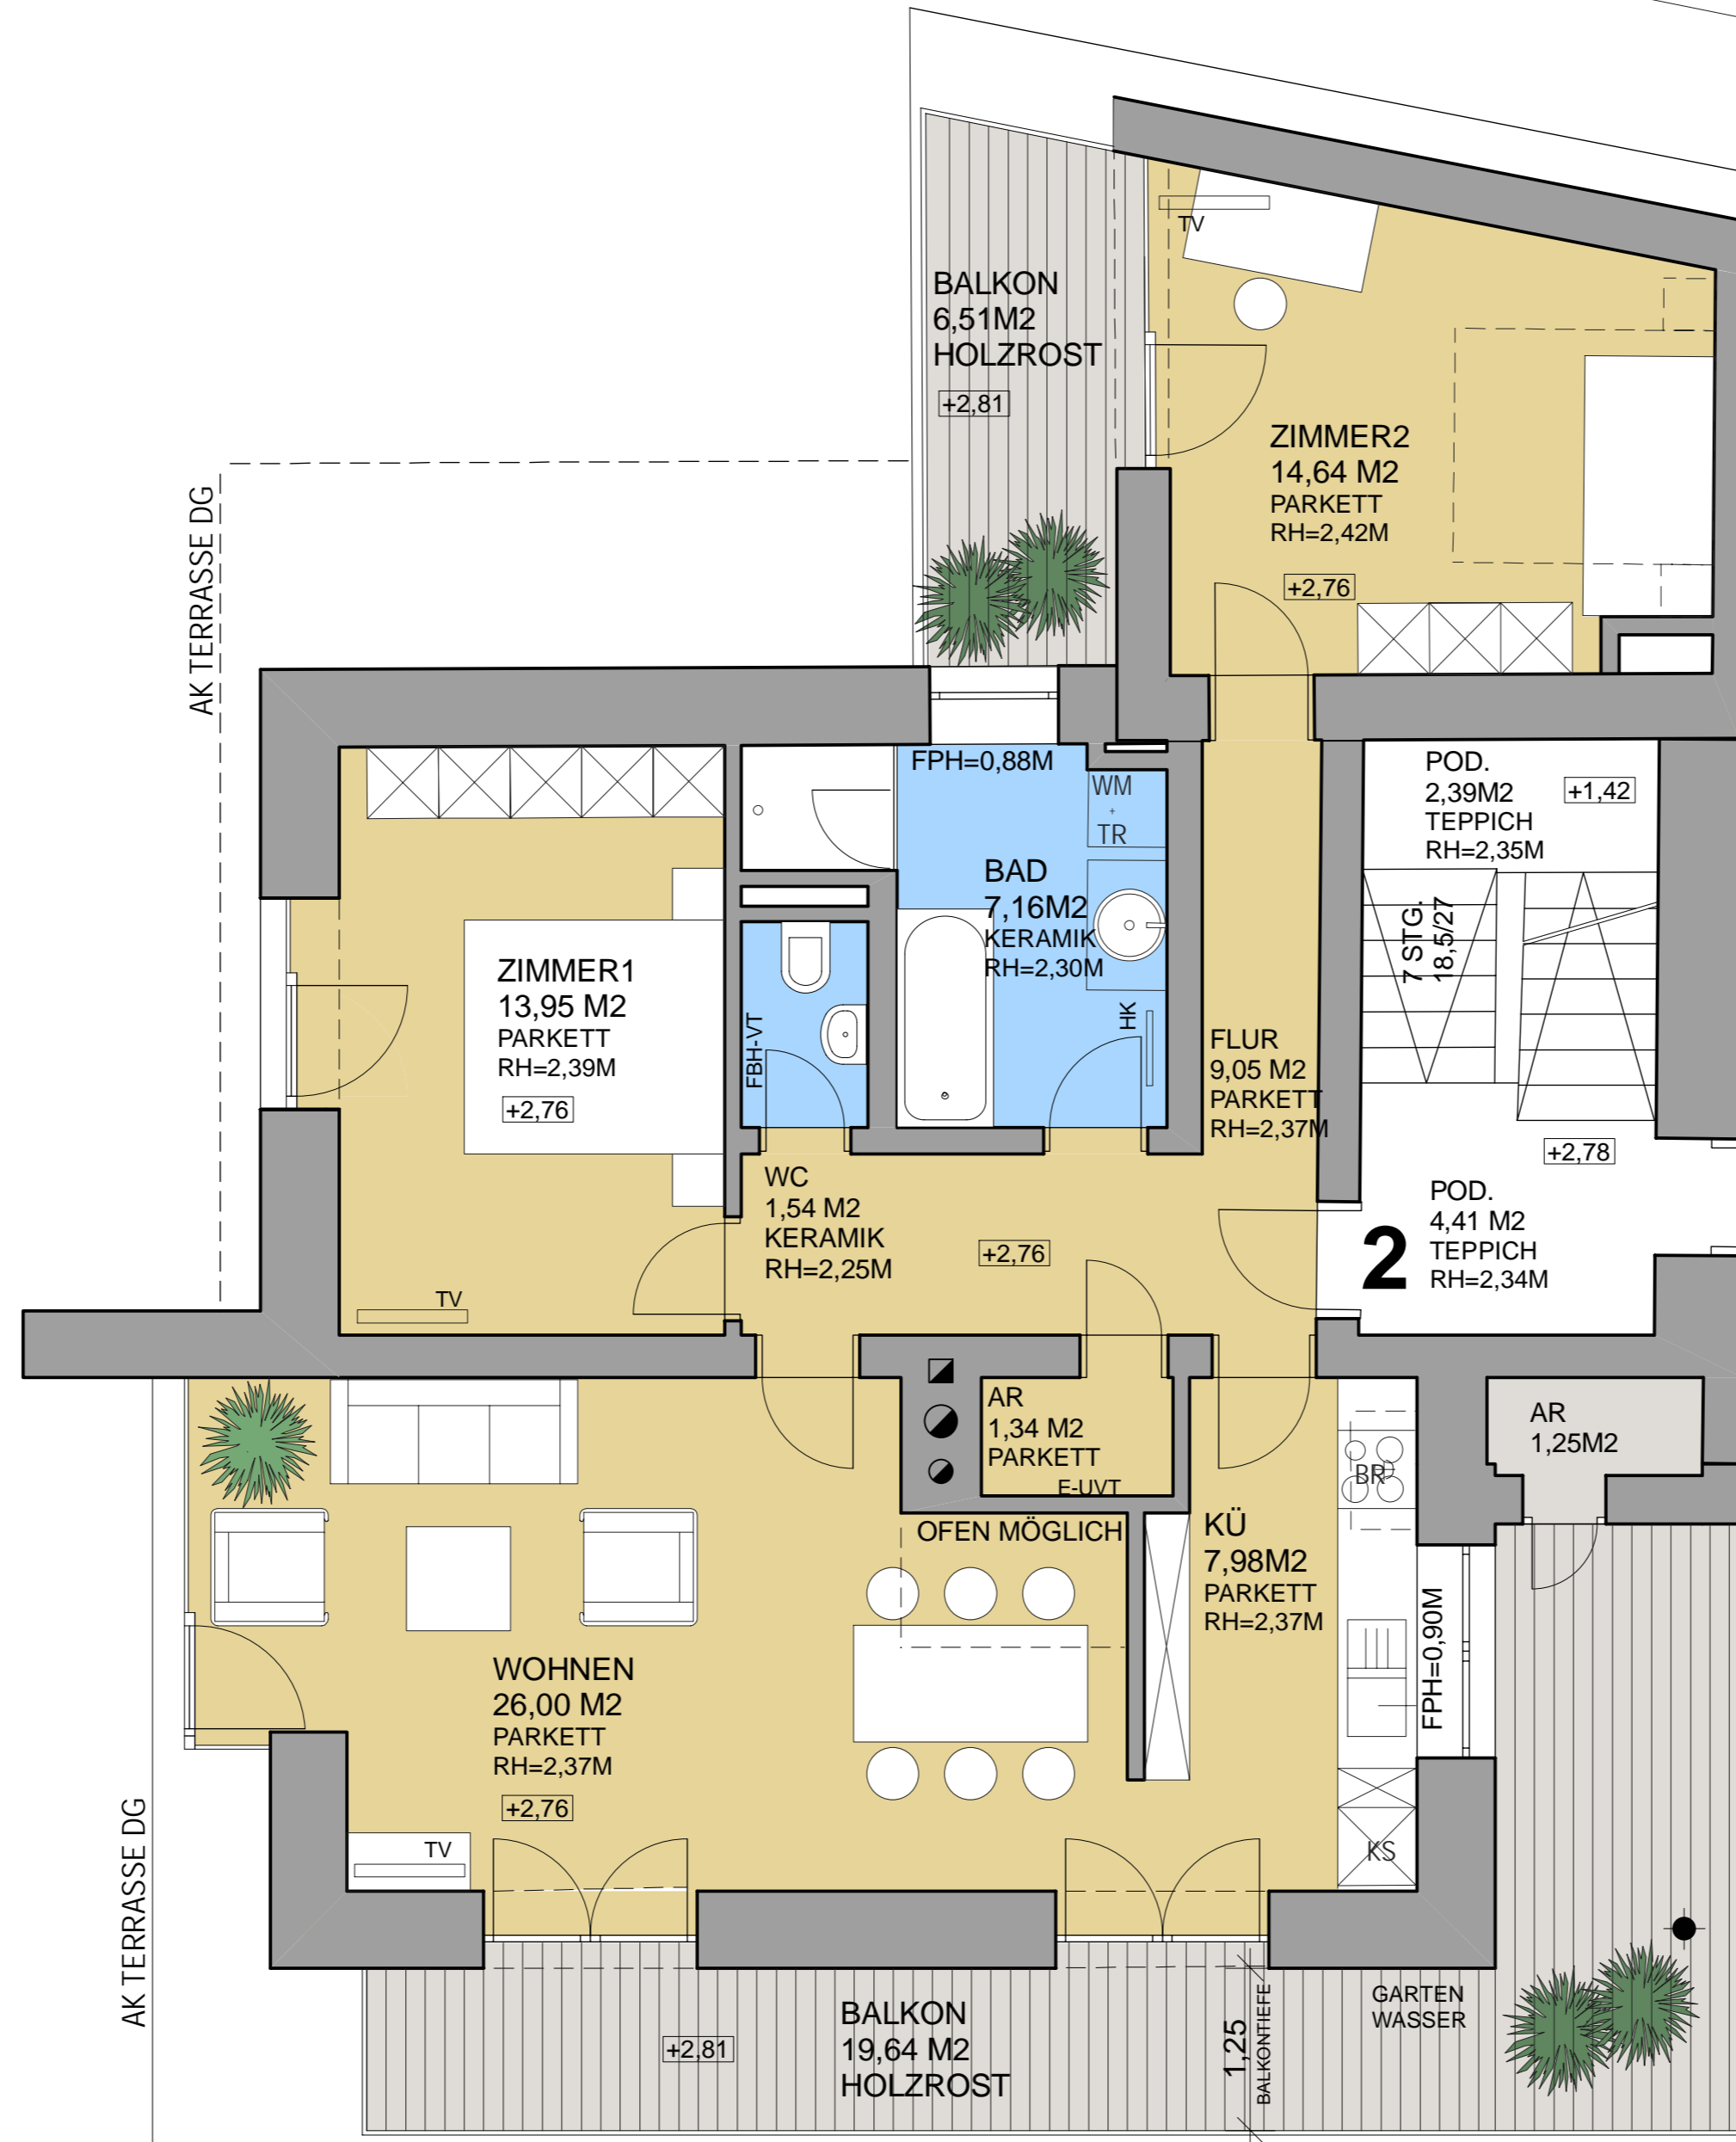 TV
BALKON
6,51M2
HOLZROST
+2,81
ZIMMER2
14,64 M2
PARKETT
RH=2,42M
+2,76
AK TERRASSE DG
FPH=0,88M
WM
+
TR
POD.
2,39M2
TEPPICH
RH=2,35M
+1,42
BAD
7,16M2
KERAMIK
RH=2,30M
7 STG.
18,5/27
ZIMMER1
13,95 M2
PARKETT
RH=2,39M
+2,76
FBH-VT
HK
FLUR
9,05 M2
PARKETT
RH=2,37M
+2,78
WC
1,54 M2
KERAMIK
RH=2,25M
+2,76
2
POD.
4,41 M2
TEPPICH
RH=2,34M
TV
AR
1,34 M2
PARKETT
E-UVT
BR
AR
1,25M2
OFEN MÖGLICH
KÜ
7,98M2
PARKETT
RH=2,37M
FPH=0,90M
WOHNEN
26,00 M2
PARKETT
RH=2,37M
+2,76
TV
KS
AK TERRASSE DG
BALKON
19,64 M2
HOLZROST
+2,81
1,25
BALKONTIEFE
GARTEN
WASSER